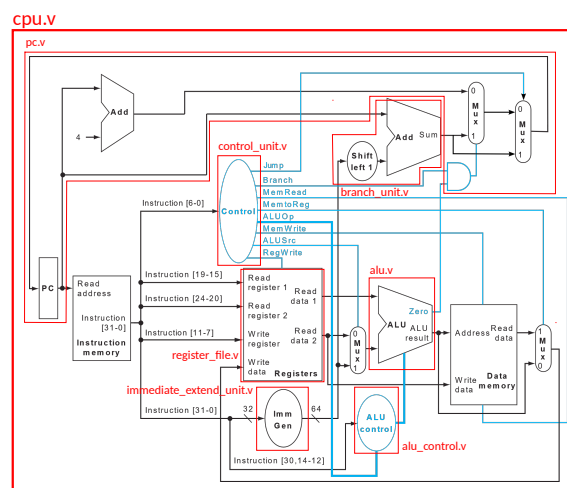 cpu.v
pc.v
Add
4
0
Mux
1
0
Mux
1
Add
Sum
Shift
left 1
branch_unit.v
control_unit.v
Jump
Branch
MemRead
MemtoReg
ALUOp
MemWrite
ALUSrc
RegWrite
Instruction [6-0]
Control
PC
Read
address
Instruction
[31-0]
Instruction
memory
Instruction [19-15]
Instruction [24-20]
Instruction [11-7]
Read
register 1
Read
register 2
Write
register
Write
data
Read
data 1
Read
data 2
Registers
register_file.v
0
Mux
1
alu.v
Zero
ALU
ALU
result
Address
Read
data
Write
data
Data
memory
1
Mux
0
immediate_extend_unit.v
Instruction [31-0]
32
Imm
Gen
64
ALU
control
alu_control.v
Instruction [30,14-12]